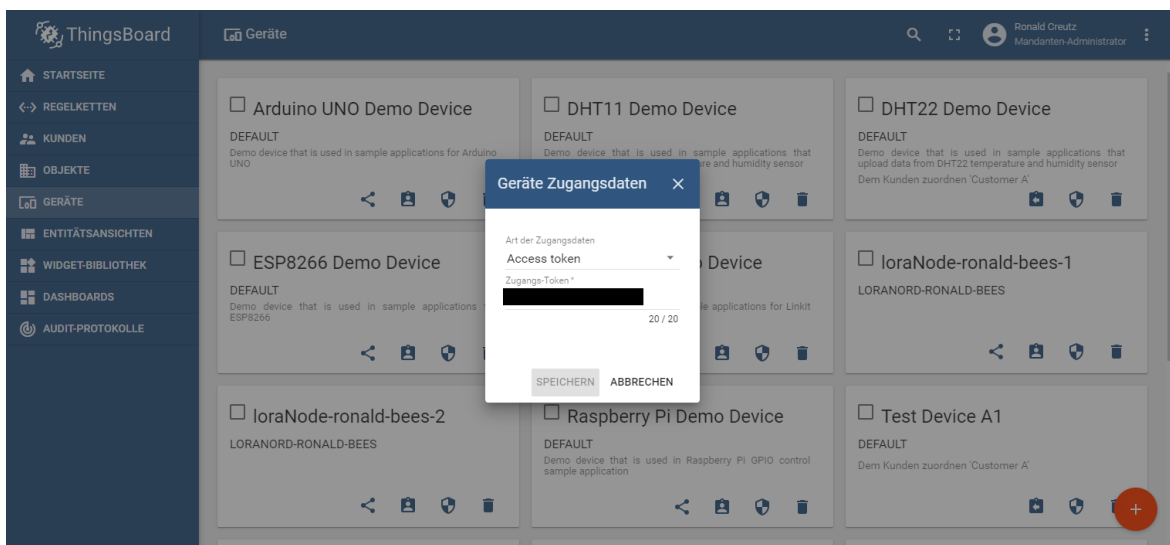 ThingsBoard
Geräte
Ronald Creutz
Mandanten-Administrator
STARTSEITE
REGELKETTEN
KUNDEN
OBJEKTE
GERÄTE
ENTITÄTSANSICHTEN
WIDGET-BIBLIOTHEK
DASHBOARDS
AUDIT-PROTOKOLLE
Arduino UNO Demo Device
DEFAULT
Demo device that is used in sample applications for Arduino
UNO
DHT11 Demo Device
DEFAULT
Demo device that is used in sample applications that
re and humidity sensor
DHT22 Demo Device
DEFAULT
Demo device that is used in sample applications that
upload data from DHT22 temperature and humidity sensor
Dem Kunden zuordnen 'Customer A'
Geräte Zugangsdaten
Art der Zugangsdaten
Access token
Zugangs-Token *
20 / 20
SPEICHERN ABBRECHEN
ESP8266 Demo Device
DEFAULT
Demo device that is used in sample applications
ESP8266
Device
le applications for Linkit
loraNode-ronald-bees-1
LORANORD-RONALD-BEES
loraNode-ronald-bees-2
LORANORD-RONALD-BEES
Raspberry Pi Demo Device
DEFAULT
Demo device that is used in Raspberry Pi GPIO control
sample application
Test Device A1
DEFAULT
Dem Kunden zuordnen 'Customer A'